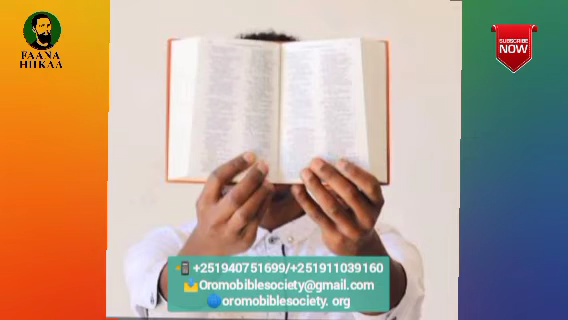 FAANA
HIIKAA
SUBSCRIBE
NOW
+251940751699/+251911039160
Oromobiblesociety@gmail.com
oromobiblesociety. org